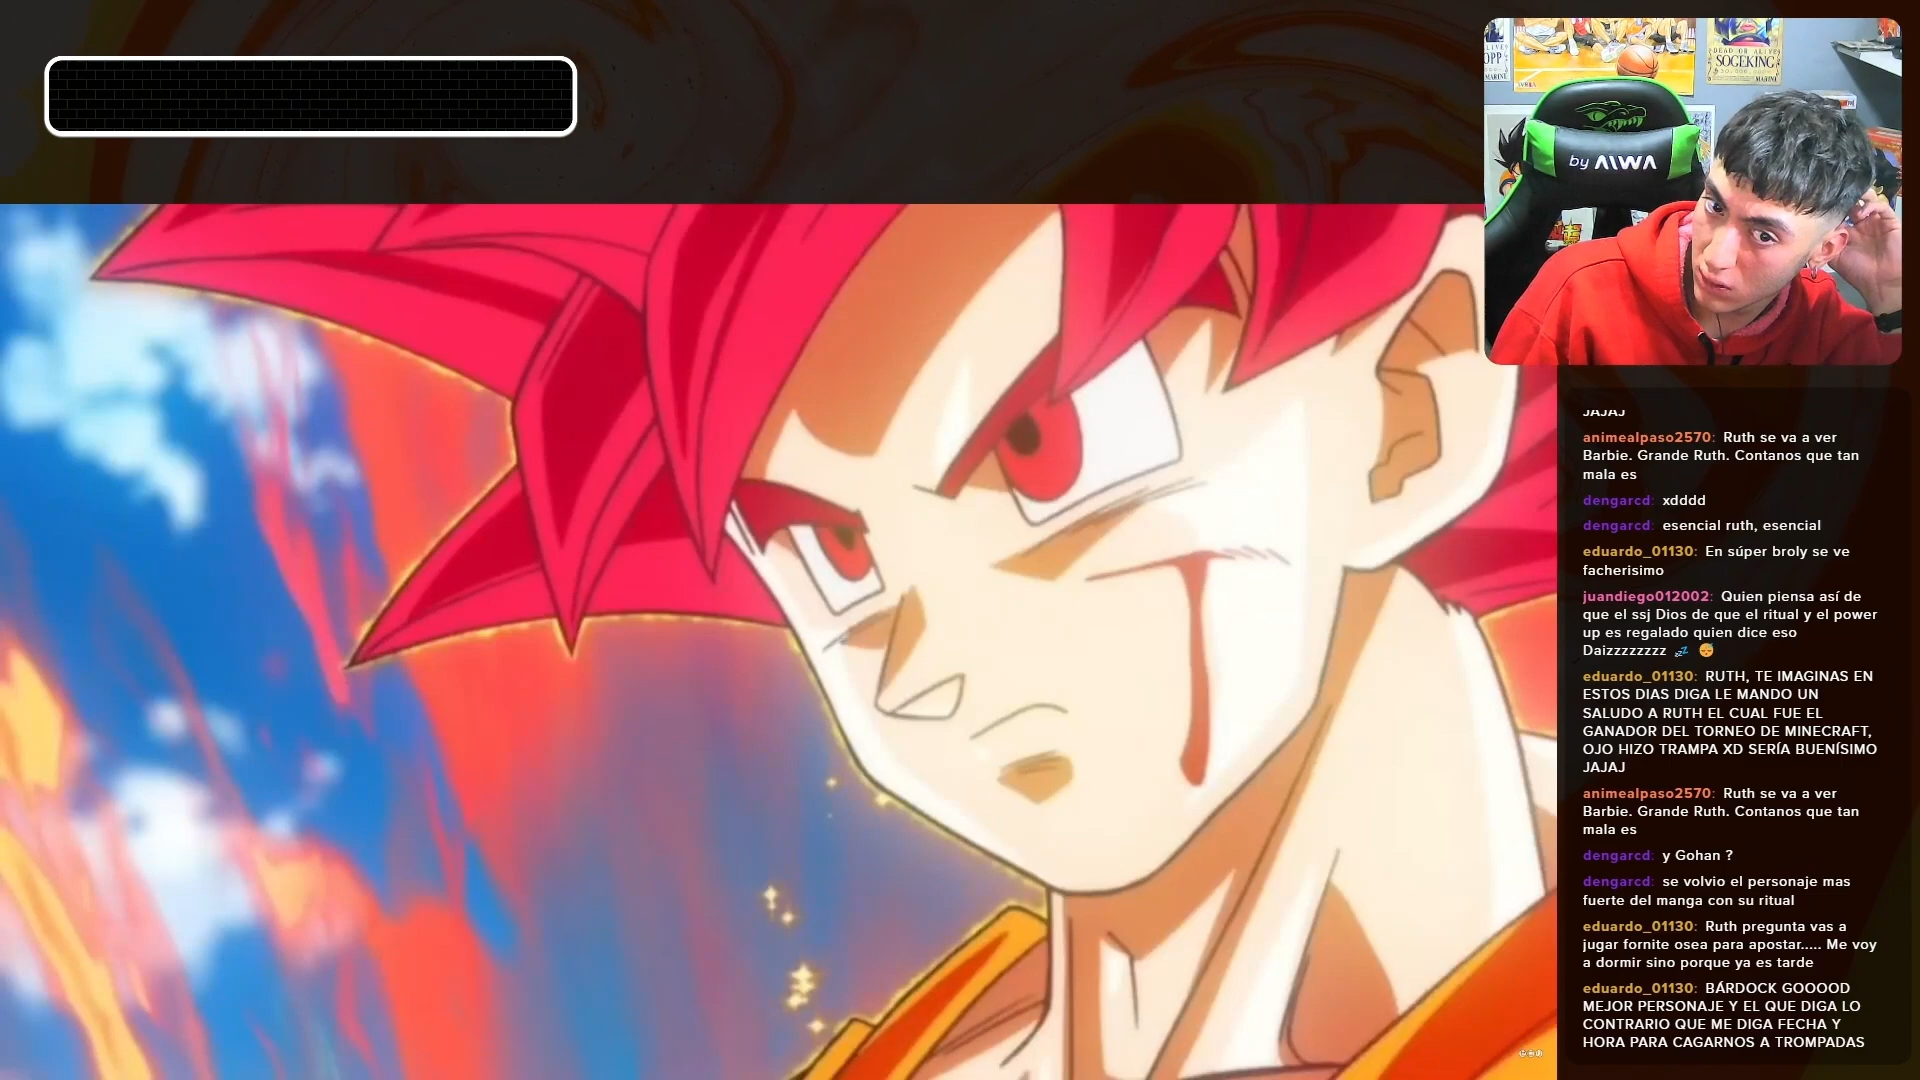 OPP
MARINE
DEAD OR ALIVE
SOGEKING
MARINE
by AIWA
JAJAJ
animealpaso2570: Ruth se va a ver
Barbie. Grande Ruth. Contanos que tan
mala es
dengarcd: xdddd
dengarcd: esencial ruth, esencial
eduardo_01130: En súper broly se ve
facherisimo
juandiego012002: Quien piensa así de
que el ssj Dios de que el ritual y el power
up es regalado quien dice eso
Daizzzzzzzz 💤 😴
eduardo_01130: RUTH, TE IMAGINAS EN
ESTOS DIAS DIGA LE MANDO UN
SALUDO A RUTH EL CUAL FUE EL
GANADOR DEL TORNEO DE MINECRAFT,
OJO HIZO TRAMPA XD SERÍA BUENÍSIMO
JAJAJ
animealpaso2570: Ruth se va a ver
Barbie. Grande Ruth. Contanos que tan
mala es
dengarcd: y Gohan ?
dengarcd: se volvio el personaje mas
fuerte del manga con su ritual
eduardo_01130: Ruth pregunta vas a
jugar fornite osea para apostar..... Me voy
a dormir sino porque ya es tarde
eduardo_01130: BÁRDOCK GOOOOD
MEJOR PERSONAJE Y EL QUE DIGA LO
CONTRARIO QUE ME DIGA FECHA Y
HORA PARA CAGARNOS A TROMPADAS